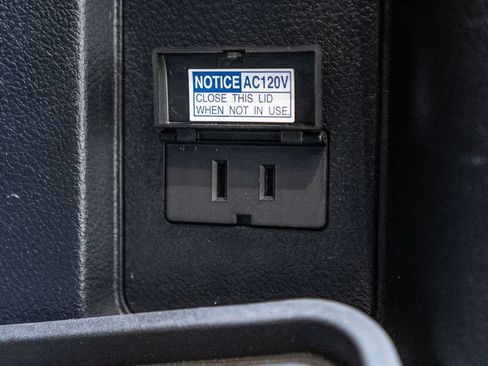 NOTICE AC120V
CLOSE THIS LID
WHEN NOT IN USE.